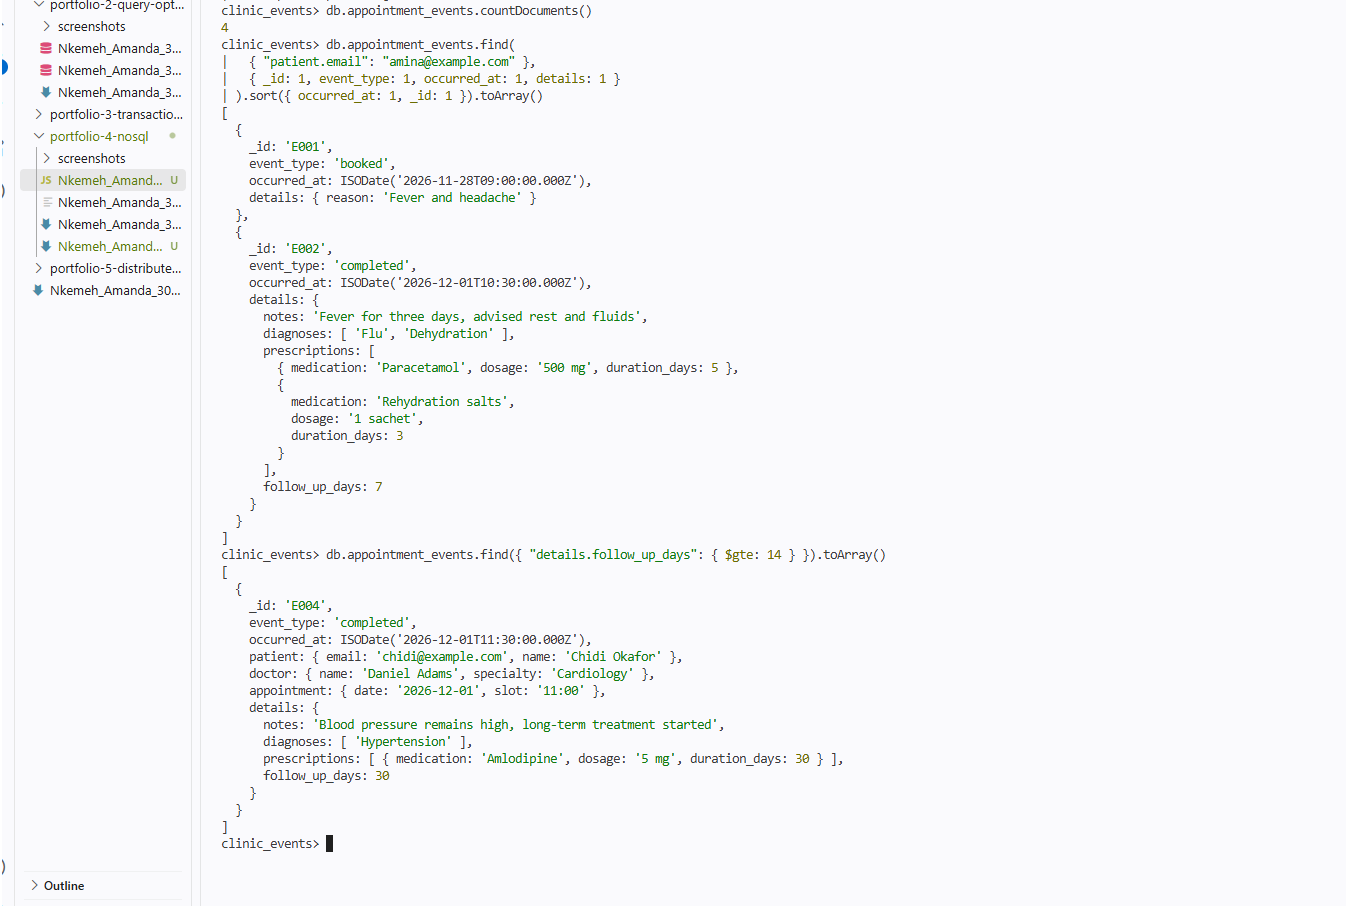 portfolio-2-query-opt...
screenshots
Nkemeh_Amanda_3...
Nkemeh_Amanda_3...
Nkemeh_Amanda_3...
portfolio-3-transactio...
portfolio-4-nosql
screenshots
JS Nkemeh_Amand... U
Nkemeh_Amanda_3...
Nkemeh_Amanda_3...
Nkemeh_Amand... U
portfolio-5-distribute...
Nkemeh_Amanda_30...
Outline
clinic_events> db.appointment_events.countDocuments()
4
clinic_events> db.appointment_events.find(
|   { "patient.email": "amina@example.com" },
|   { _id: 1, event_type: 1, occurred_at: 1, details: 1 }
| ).sort({ occurred_at: 1, _id: 1 }).toArray()
[
  {
    _id: 'E001',
    event_type: 'booked',
    occurred_at: ISODate('2026-11-28T09:00:00.000Z'),
    details: { reason: 'Fever and headache' }
  },
  {
    _id: 'E002',
    event_type: 'completed',
    occurred_at: ISODate('2026-12-01T10:30:00.000Z'),
    details: {
      notes: 'Fever for three days, advised rest and fluids',
      diagnoses: [ 'Flu', 'Dehydration' ],
      prescriptions: [
        { medication: 'Paracetamol', dosage: '500 mg', duration_days: 5 },
        {
          medication: 'Rehydration salts',
          dosage: '1 sachet',
          duration_days: 3
        }
      ],
      follow_up_days: 7
    }
  }
]
clinic_events> db.appointment_events.find({ "details.follow_up_days": { $gte: 14 } }).toArray()
[
  {
    _id: 'E004',
    event_type: 'completed',
    occurred_at: ISODate('2026-12-01T11:30:00.000Z'),
    patient: { email: 'chidi@example.com', name: 'Chidi Okafor' },
    doctor: { name: 'Daniel Adams', specialty: 'Cardiology' },
    appointment: { date: '2026-12-01', slot: '11:00' },
    details: {
      notes: 'Blood pressure remains high, long-term treatment started',
      diagnoses: [ 'Hypertension' ],
      prescriptions: [ { medication: 'Amlodipine', dosage: '5 mg', duration_days: 30 } ],
      follow_up_days: 30
    }
  }
]
clinic_events>